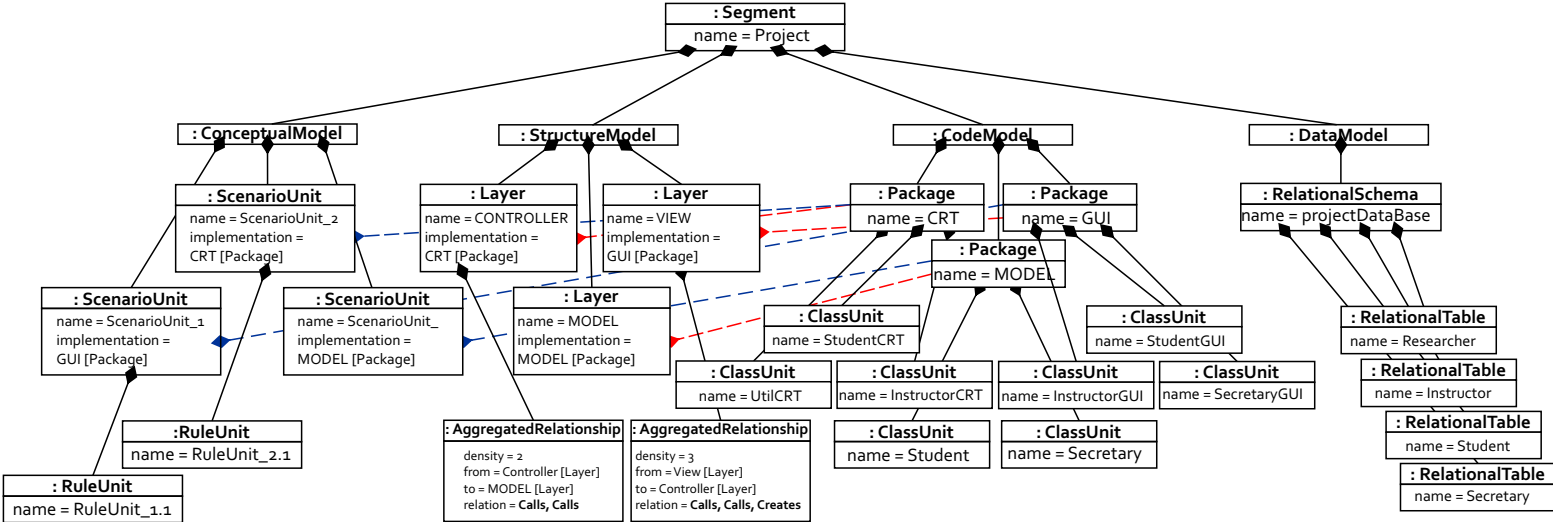 : Segment
name = Project
: ConceptualModel
: StructureModel
: CodeModel
: DataModel
: ScenarioUnit
name = ScenarioUnit_2
implementation =
CRT [Package]
: Layer
name = CONTROLLER
implementation =
CRT [Package]
: Layer
name = VIEW
implementation =
GUI [Package]
: Package
name = CRT
: Package
name = GUI
: RelationalSchema
name = projectDataBase
: Package
name = MODEL
: ScenarioUnit
name = ScenarioUnit_1
implementation =
GUI [Package]
: ScenarioUnit
name = ScenarioUnit_
implementation =
MODEL [Package]
: Layer
name = MODEL
implementation =
MODEL [Package]
: ClassUnit
name = StudentCRT
: ClassUnit
name = StudentGUI
: RelationalTable
name = Researcher
: ClassUnit
name = UtilCRT
: ClassUnit
name = InstructorCRT
: ClassUnit
name = InstructorGUI
: ClassUnit
name = SecretaryGUI
: RelationalTable
name = Instructor
:RuleUnit
name = RuleUnit_2.1
: AggregatedRelationship
density = 2
from = Controller [Layer]
to = MODEL [Layer]
relation = Calls, Calls
: AggregatedRelationship
density = 3
from = View [Layer]
to = Controller [Layer]
relation = Calls, Calls, Creates
: ClassUnit
name = Student
: ClassUnit
name = Secretary
: RelationalTable
name = Student
: RuleUnit
name = RuleUnit_1.1
: RelationalTable
name = Secretary